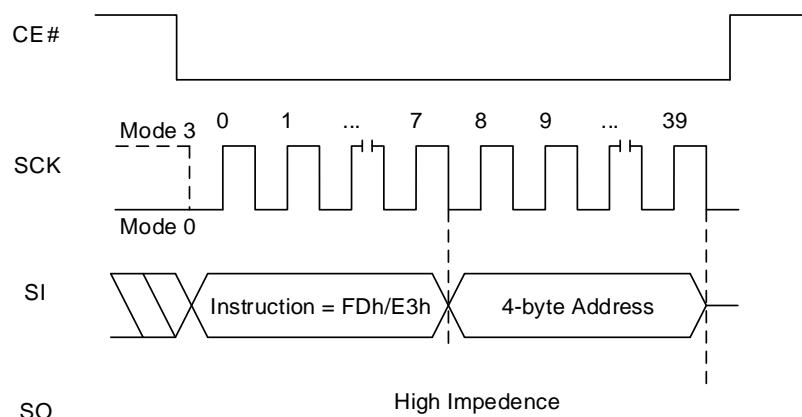 CE#
0 1 ... 7 8 9 ... 39
Mode 3
SCK
Mode 0
SI
Instruction = FDh/E3h
4-byte Address
High Impedence
SO